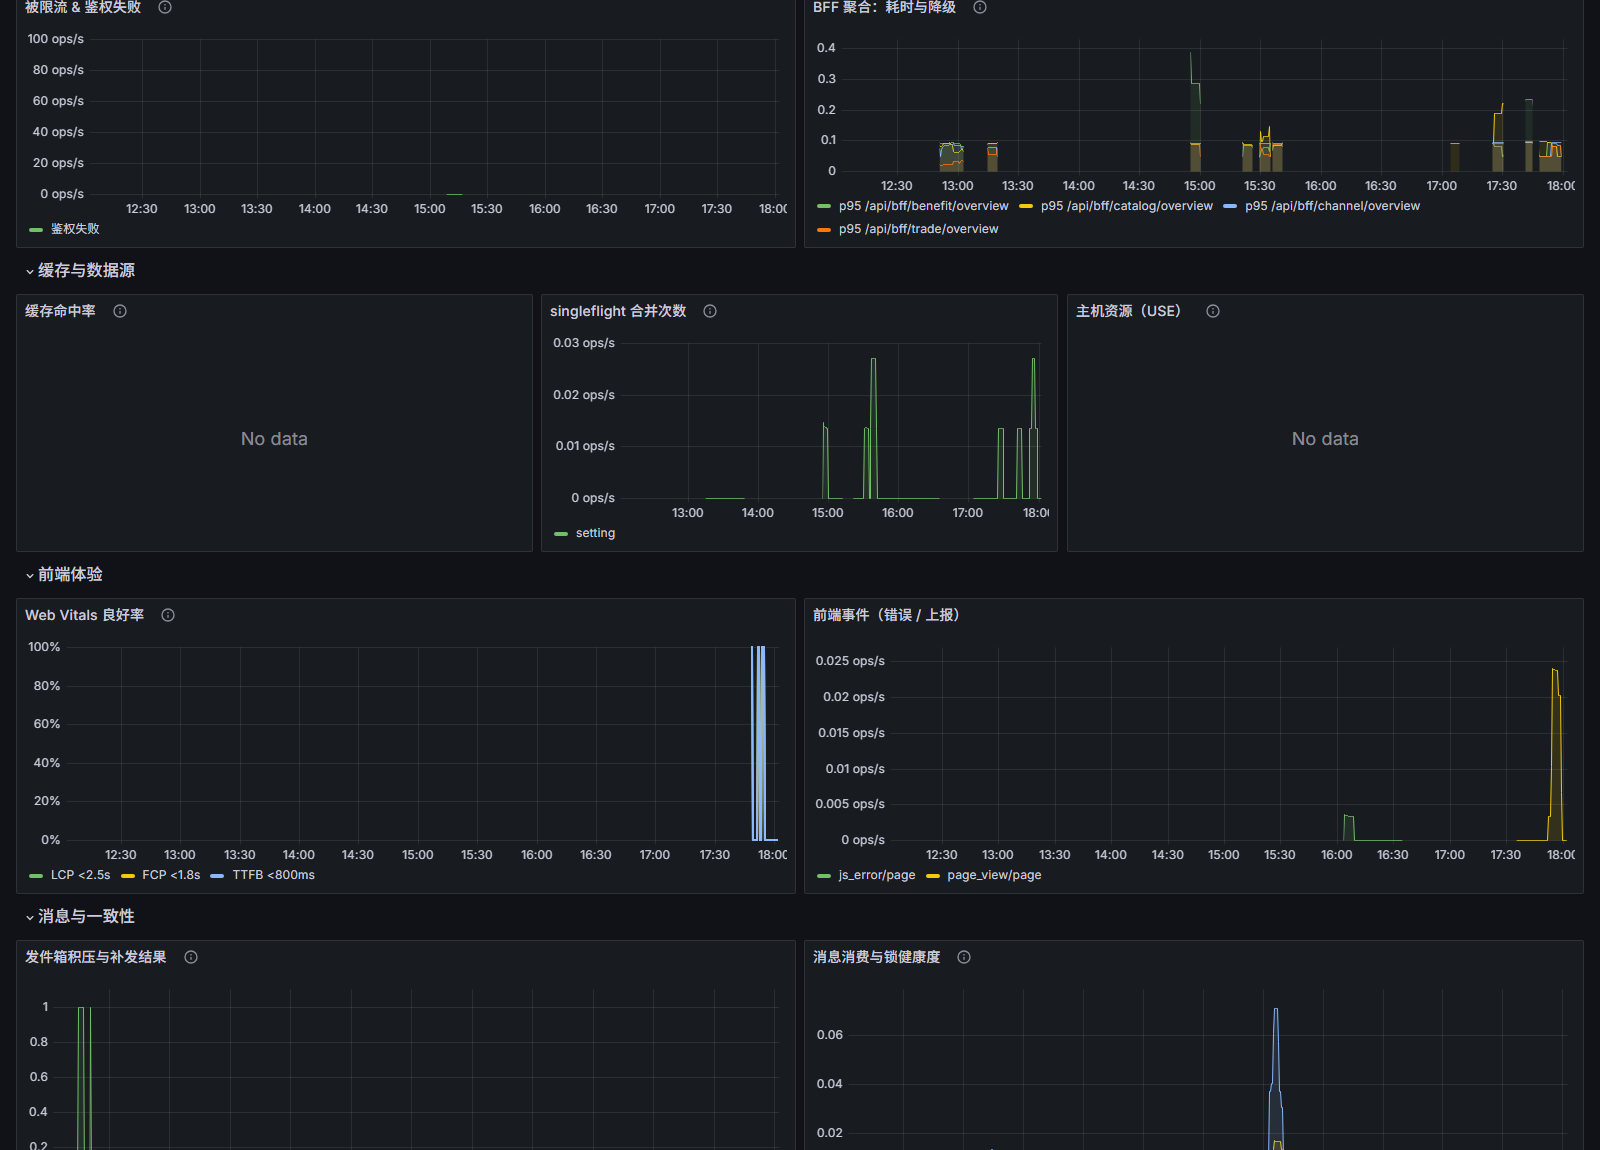 被限流 & 鉴权失败
100 ops/s
80 ops/s
60 ops/s
40 ops/s
20 ops/s
0 ops/s
12:30 13:00 13:30 14:00 14:30 15:00 15:30 16:00 16:30 17:00 17:30 18:00
鉴权失败
BFF 聚合：耗时与降级
0.4
0.3
0.2
0.1
0
12:30 13:00 13:30 14:00 14:30 15:00 15:30 16:00 16:30 17:00 17:30 18:00
p95 /api/bff/benefit/overview p95 /api/bff/catalog/overview p95 /api/bff/channel/overview
p95 /api/bff/trade/overview
缓存与数据源
缓存命中率
No data
singleflight 合并次数
0.03 ops/s
0.02 ops/s
0.01 ops/s
0 ops/s
13:00 14:00 15:00 16:00 17:00 18:00
setting
主机资源（USE）
No data
前端体验
Web Vitals 良好率
100%
80%
60%
40%
20%
0%
12:30 13:00 13:30 14:00 14:30 15:00 15:30 16:00 16:30 17:00 17:30 18:00
LCP <2.5s FCP <1.8s TTFB <800ms
前端事件（错误 / 上报）
0.025 ops/s
0.02 ops/s
0.015 ops/s
0.01 ops/s
0.005 ops/s
0 ops/s
12:30 13:00 13:30 14:00 14:30 15:00 15:30 16:00 16:30 17:00 17:30 18:00
js_error/page page_view/page
消息与一致性
发件箱积压与补发结果
1
0.8
0.6
0.4
0.2
消息消费与锁健康度
0.06
0.04
0.02